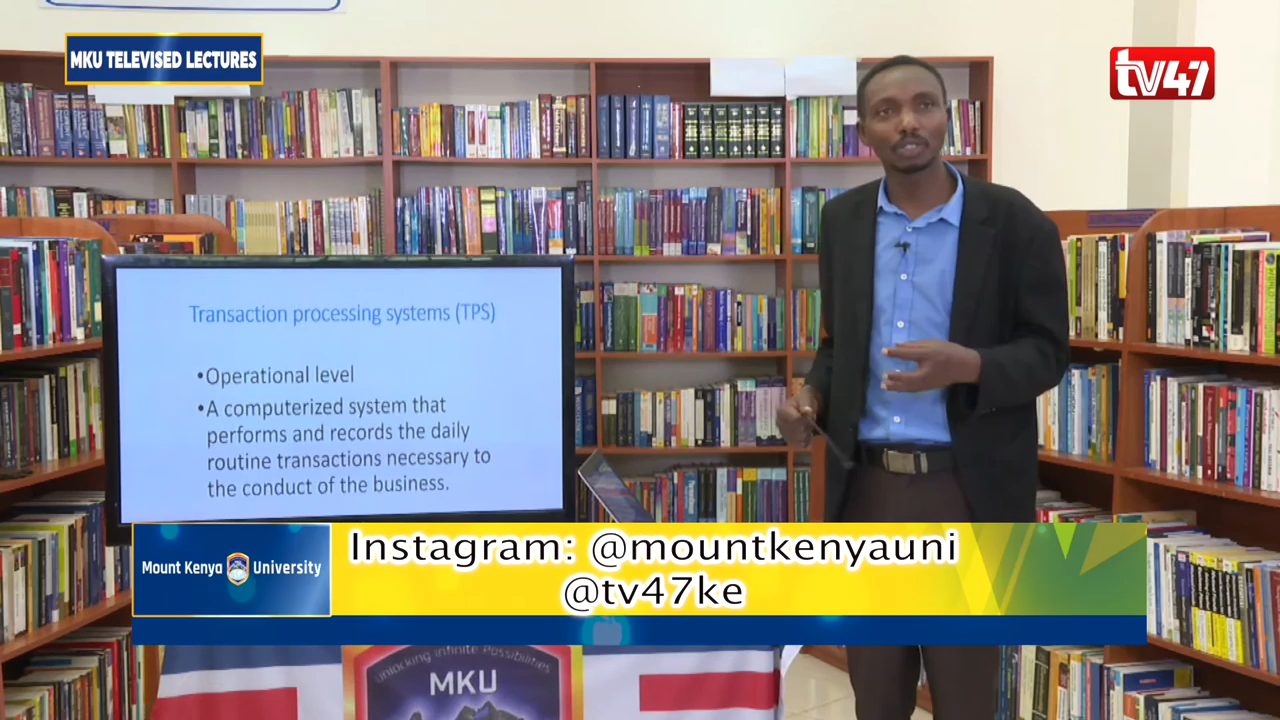 MKU TELEVISED LECTURES
tv47
Transaction processing systems (TPS)
•Operational level
•A computerized system that
performs and records the daily
routine transactions necessary to
the conduct of the business.
Mount Kenya University
Instagram: @mountkenyauni
@tv47ke
Unlocking Infinite Possibilities
MKU